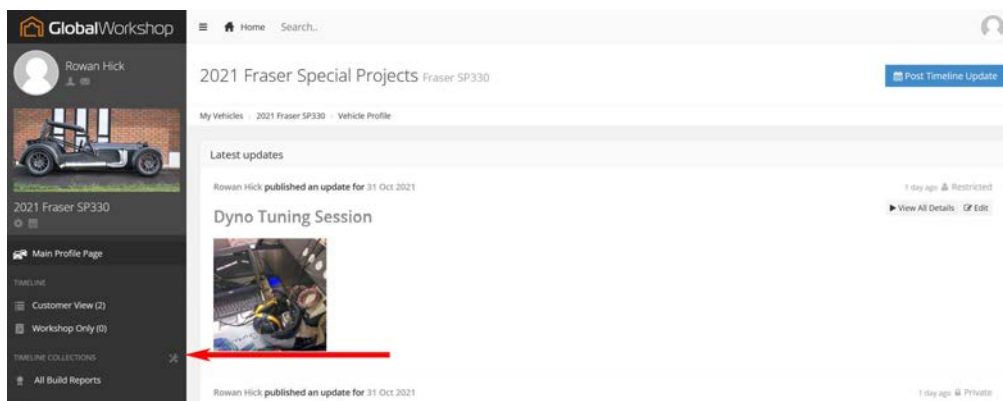 GlobalWorkshop
Home Search..
Rowan Hick
2021 Fraser SP330
Main Profile Page
TIMELINE
Customer View (2)
Workshop Only (0)
TIMELINE COLLECTIONS
All Build Reports
2021 Fraser Special Projects Fraser SP330
Post Timeline Update
My Vehicles 2021 Fraser SP330 Vehicle Profile
Latest updates
Rowan Hick published an update for 31 Oct 2021
1 day ago Restricted
View All Details Edit
Dyno Tuning Session
Rowan Hick published an update for 31 Oct 2021
1 day ago Private